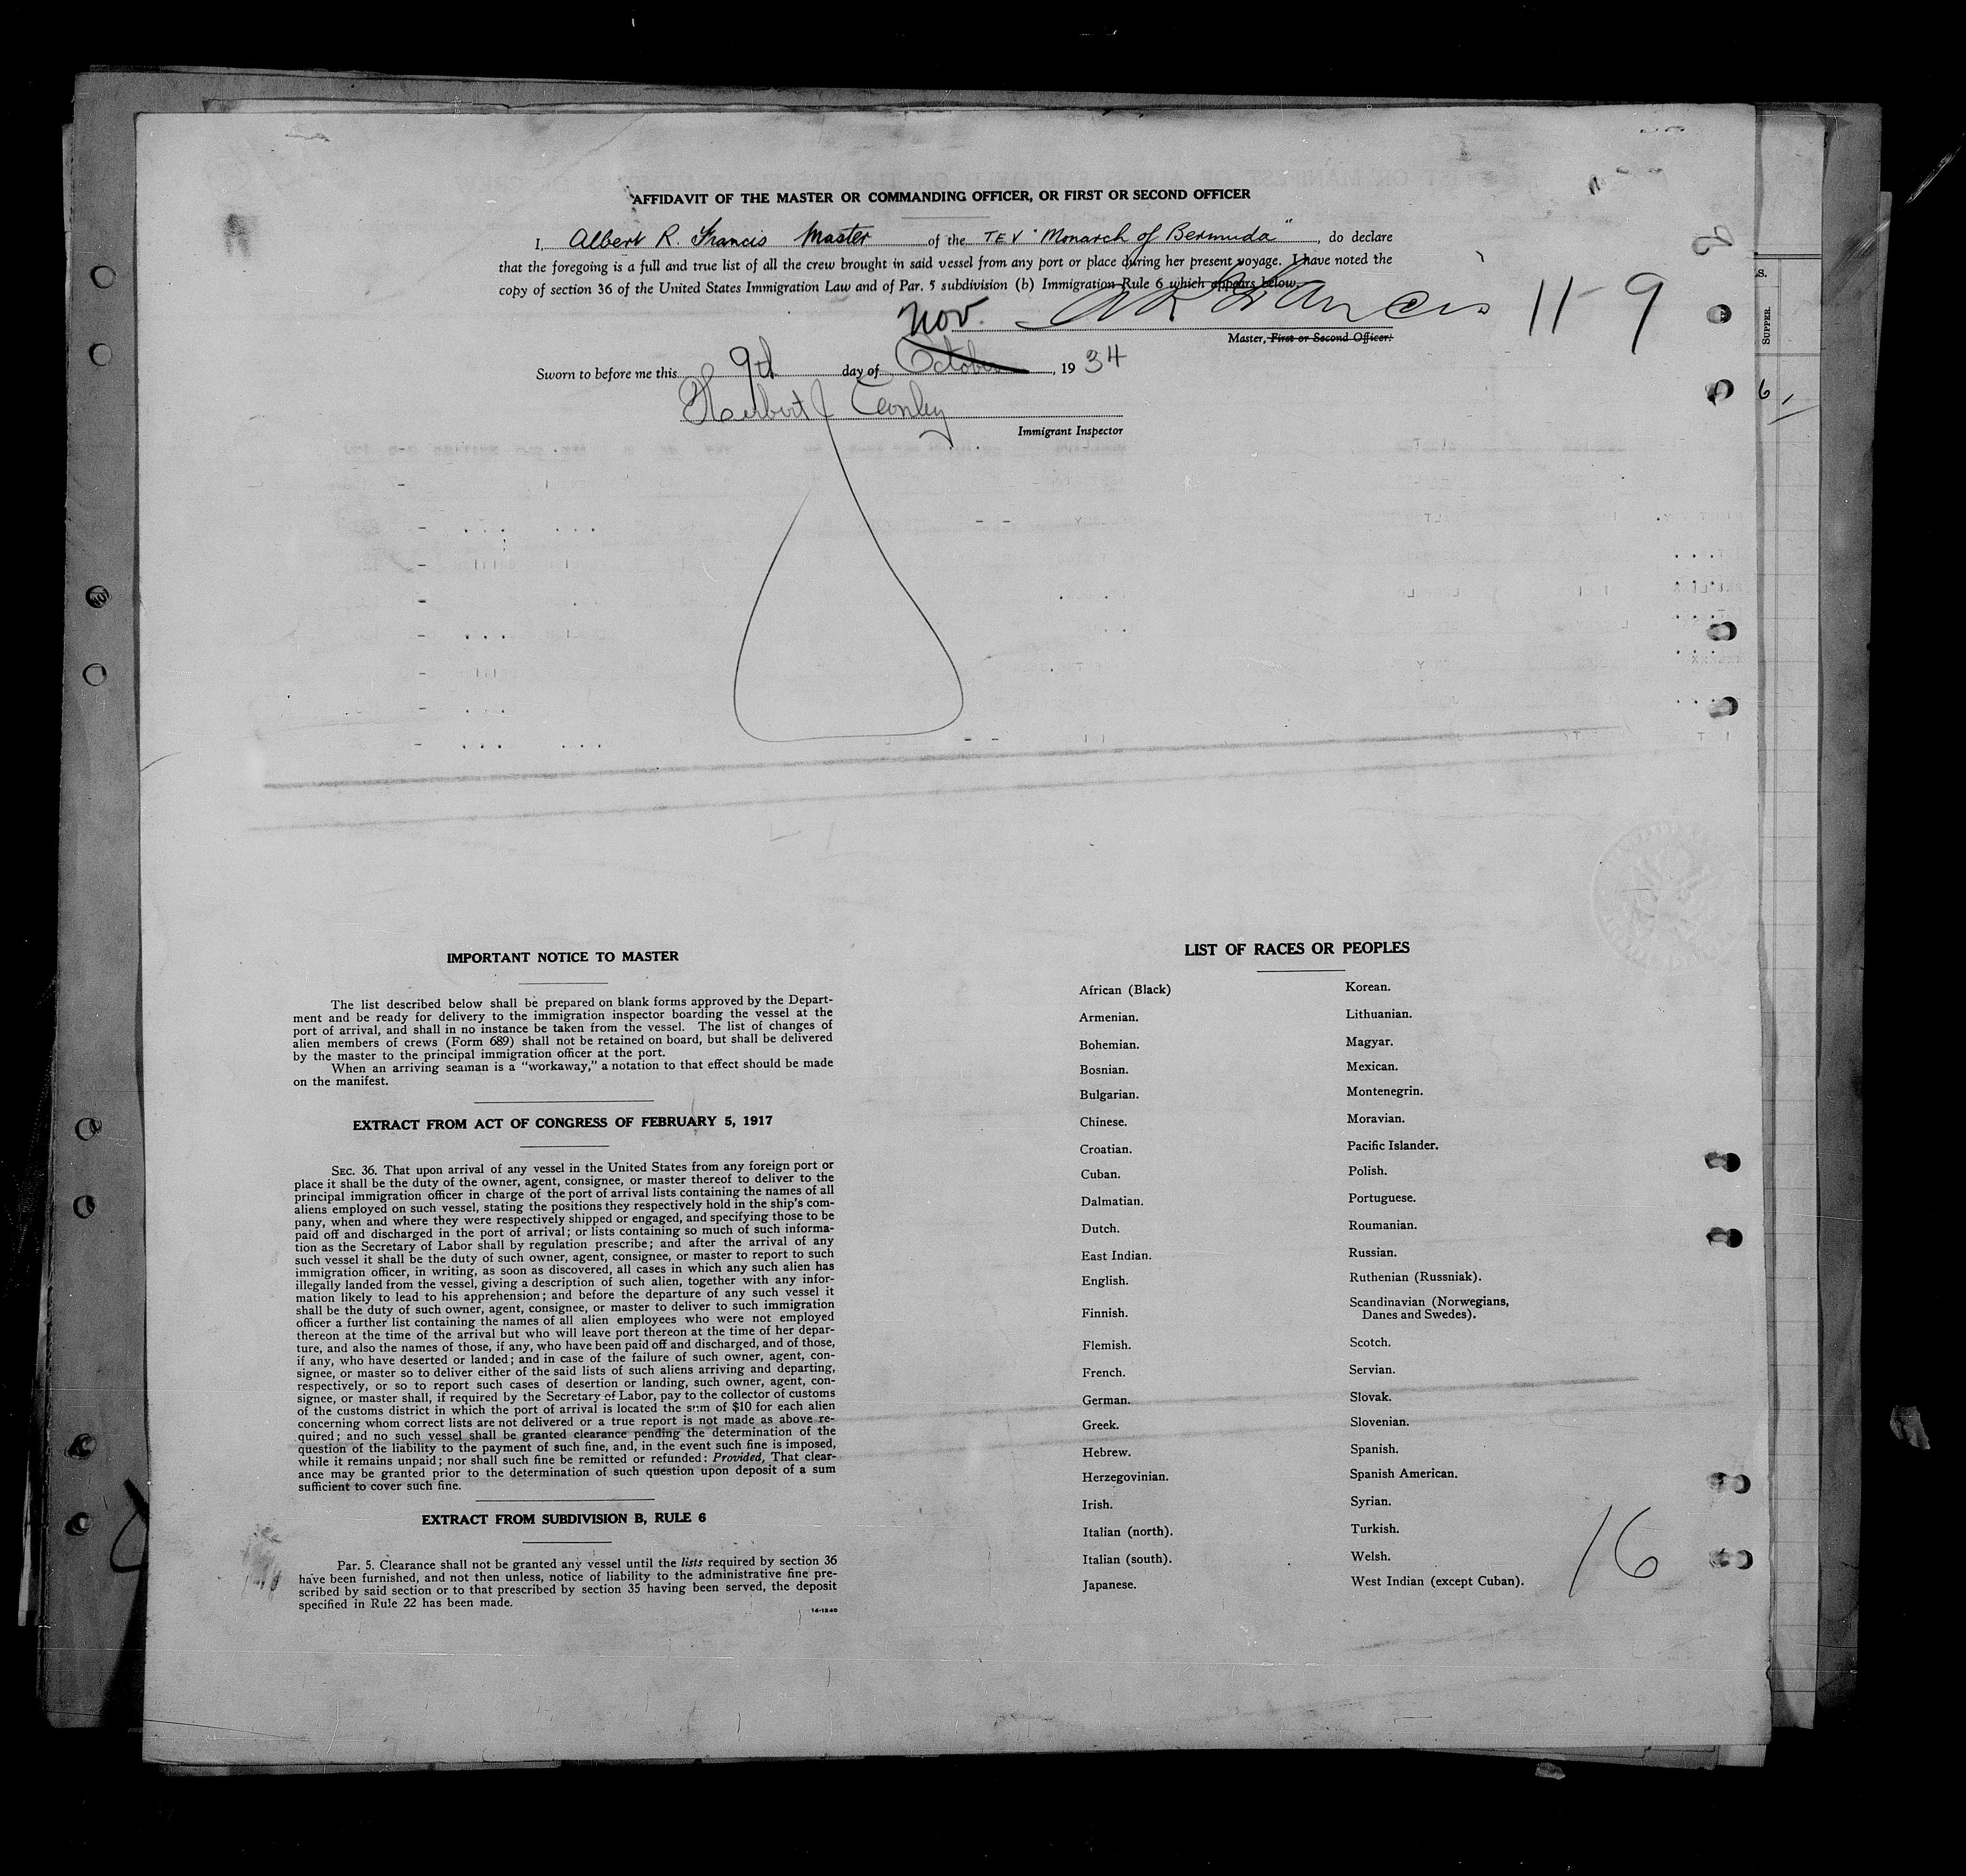 AFFIDAVIT OF THE MASTER OR COMMANDING OFFICER, OR FIRST OR SECOND OFFICER
I, Albert R. Francis Master of the TEV "Monarch of Bermuda", do declare
that the foregoing is a full and true list of all the crew brought in said vessel from any port or place during her present voyage. I have noted the
copy of section 36 of the United States Immigration Law and of Par. 5 subdivision (b) Immigration Rule 6 which appears below.
Nov. A R Francis 11-9
Master, First or Second Officer.
Sworn to before me this 9th day of October, 1934
Herbert J
Immigrant Inspector
S.
SUPPER.
6
IMPORTANT NOTICE TO MASTER
The list described below shall be prepared on blank forms approved by the Depart-
ment and be ready for delivery to the immigration inspector boarding the vessel at the
port of arrival, and shall in no instance be taken from the vessel. The list of changes of
alien members of crews (Form 689) shall not be retained on board, but shall be delivered
by the master to the principal immigration officer at the port.
When an arriving seaman is a "workaway," a notation to that effect should be made
on the manifest.
EXTRACT FROM ACT OF CONGRESS OF FEBRUARY 5, 1917
SEC. 36. That upon arrival of any vessel in the United States from any foreign port or
place it shall be the duty of the owner, agent, consignee, or master thereof to deliver to the
principal immigration officer in charge of the port of arrival lists containing the names of all
aliens employed on such vessel, stating the positions they respectively hold in the ship's com-
pany, when and where they were respectively shipped or engaged, and specifying those to be
paid off and discharged in the port of arrival; or lists containing so much of such informa-
tion as the Secretary of Labor shall by regulation prescribe; and after the arrival of any
such vessel it shall be the duty of such owner, agent, consignee, or master to report to such
immigration officer, in writing, as soon as discovered, all cases in which any such alien has
illegally landed from the vessel, giving a description of such alien, together with any infor-
mation likely to lead to his apprehension; and before the departure of any such vessel it
shall be the duty of such owner, agent, consignee, or master to deliver to such immigration
officer a further list containing the names of all alien employees who were not employed
thereon at the time of the arrival but who will leave port thereon at the time of her depar-
ture, and also the names of those, if any, who have been paid off and discharged, and of those,
if any, who have deserted or landed; and in case of the failure of such owner, agent, con-
signee, or master so to deliver either of the said lists of such aliens arriving and departing,
respectively, or so to report such cases of desertion or landing, such owner, agent, con-
signee, or master shall, if required by the Secretary of Labor, pay to the collector of customs
of the customs district in which the port of arrival is located the sum of $10 for each alien
concerning whom correct lists are not delivered or a true report is not made as above re-
quired; and no such vessel shall be granted clearance pending the determination of the
question of the liability to the payment of such fine, and, in the event such fine is imposed,
while it remains unpaid; nor shall such fine be remitted or refunded: Provided, That clear-
ance may be granted prior to the determination of such question upon deposit of a sum
sufficient to cover such fine.
EXTRACT FROM SUBDIVISION B, RULE 6
Par. 5. Clearance shall not be granted any vessel until the lists required by section 36
have been furnished, and not then unless, notice of liability to the administrative fine pre-
scribed by said section or to that prescribed by section 35 having been served, the deposit
specified in Rule 22 has been made.
14-1240
LIST OF RACES OR PEOPLES
African (Black)
Armenian.
Bohemian.
Bosnian.
Bulgarian.
Chinese.
Croatian.
Cuban.
Dalmatian.
Dutch.
East Indian.
English.
Finnish.
Flemish.
French.
German.
Greek.
Hebrew.
Herzegovinian.
Irish.
Italian (north).
Italian (south).
Japanese.
Korean.
Lithuanian.
Magyar.
Mexican.
Montenegrin.
Moravian.
Pacific Islander.
Polish.
Portuguese.
Roumanian.
Russian.
Ruthenian (Russniak).
Scandinavian (Norwegians,
Danes and Swedes).
Scotch.
Servian.
Slovak.
Slovenian.
Spanish.
Spanish American.
Syrian.
Turkish.
Welsh.
West Indian (except Cuban).
16